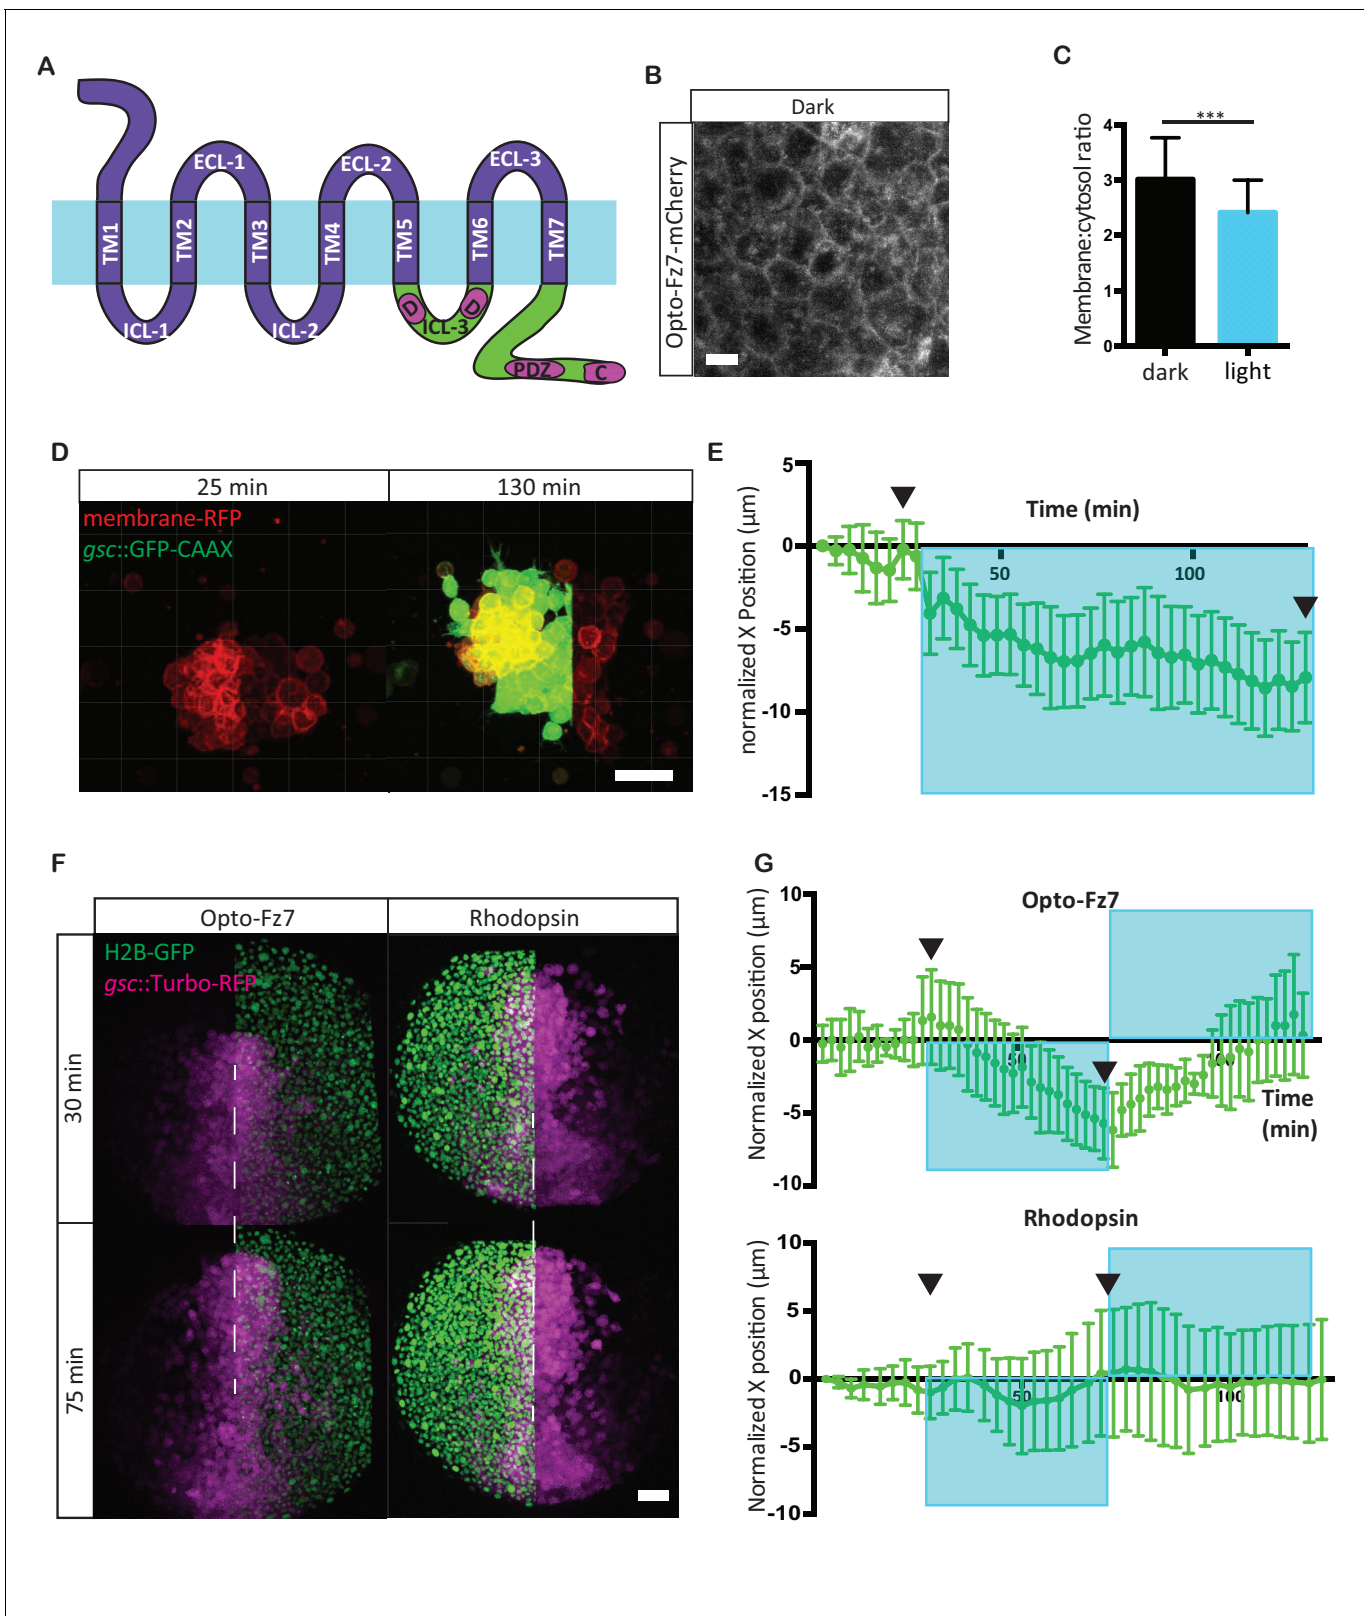 A
ECL-1
ECL-2
ECL-3
TM1
TM2
TM3
TM4
TM5
TM6
TM7
D
D
ICL-1
ICL-2
ICL-3
PDZ
C
B
Dark
Opto-Fz7-mCherry
C
***
Membrane:cytosol ratio
4
3
2
1
0
dark
light
D
25 min
130 min
membrane-RFP
gsc::GFP-CAAX
E
normalized X Position (μm)
5
0
-5
-10
-15
Time (min)
50
100
F
Opto-Fz7
Rhodopsin
H2B-GFP
gsc::Turbo-RFP
30 min
75 min
G
Opto-Fz7
Normalized X position (μm)
10
5
0
-5
-10
50
100
Time
(min)
Rhodopsin
Normalized X position (μm)
10
5
0
-5
-10
50
100